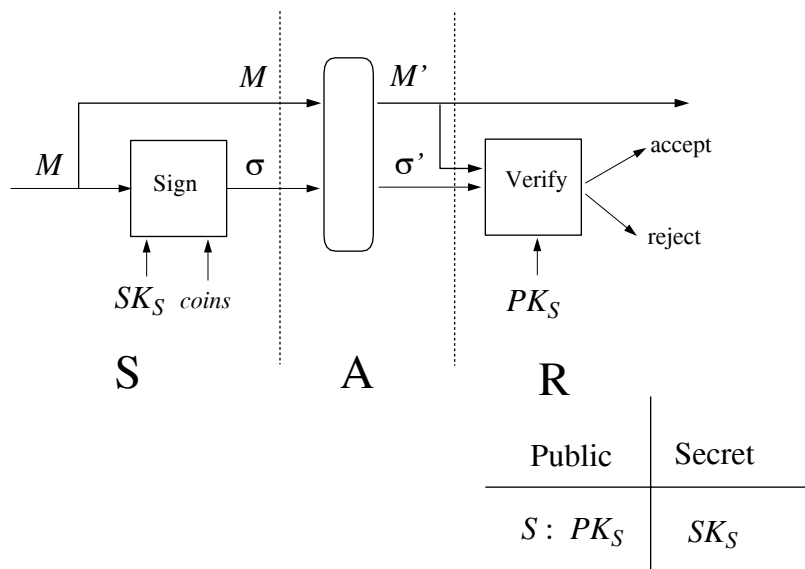 M M’
M Sign σ σ’ Verify accept
reject
SK_S coins PK_S
S A R
Public Secret
S : PK_S SK_S